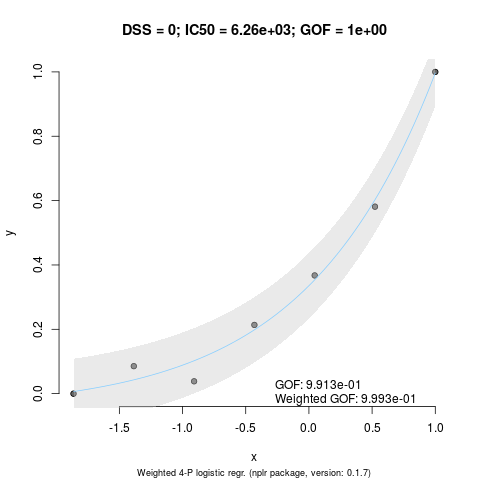 DSS = 0; IC50 = 6.26e+03; GOF = 1e+00
1.0
0.8
0.6
y
0.4
0.2
0.0
GOF: 9.913e-01
Weighted GOF: 9.993e-01
-1.5 -1.0 -0.5 0.0 0.5 1.0
x
Weighted 4-P logistic regr. (nplr package, version: 0.1.7)